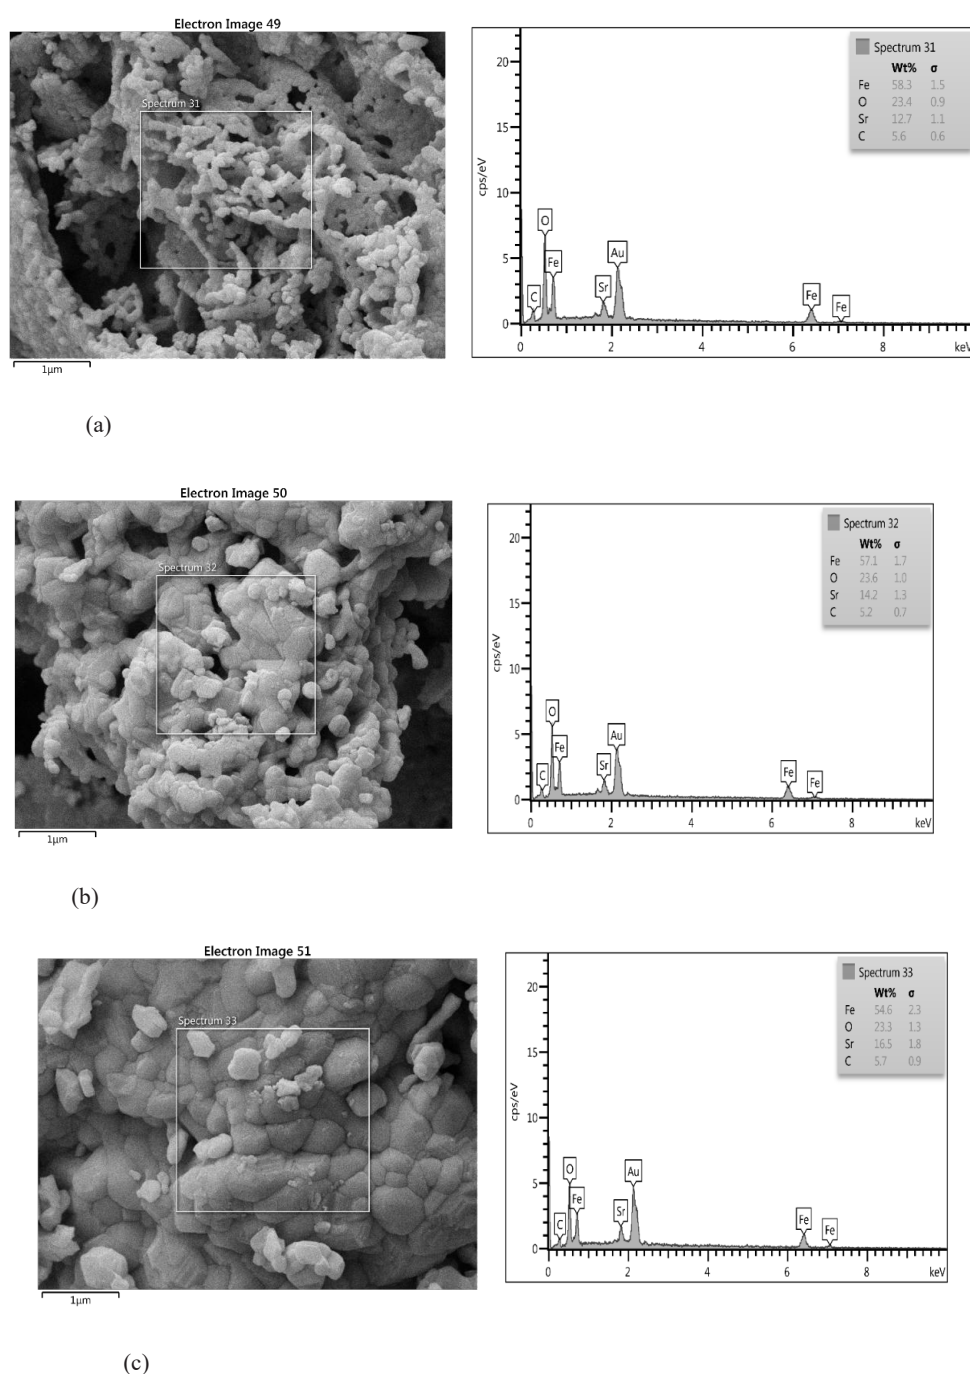 Electron Image 49
Spectrum 31
1µm
cps/eV
20
15
10
5
0
C
O
Fe
Sr
Au
Fe
Fe
0 2 4 6 8 keV
Spectrum 31
Wt% σ
Fe 58.3 1.5
O 23.4 0.9
Sr 12.7 1.1
C 5.6 0.6
(a)
Electron Image 50
Spectrum 32
1µm
cps/eV
20
15
10
5
0
C
O
Fe
Sr
Au
Fe
Fe
0 2 4 6 8 keV
Spectrum 32
Wt% σ
Fe 57.1 1.7
O 23.6 1.0
Sr 14.2 1.3
C 5.2 0.7
(b)
Electron Image 51
Spectrum 33
1µm
cps/eV
20
15
10
5
0
C
O
Fe
Sr
Au
Fe
Fe
0 2 4 6 8 keV
Spectrum 33
Wt% σ
Fe 54.6 2.3
O 23.3 1.3
Sr 16.5 1.8
C 5.7 0.9
(c)